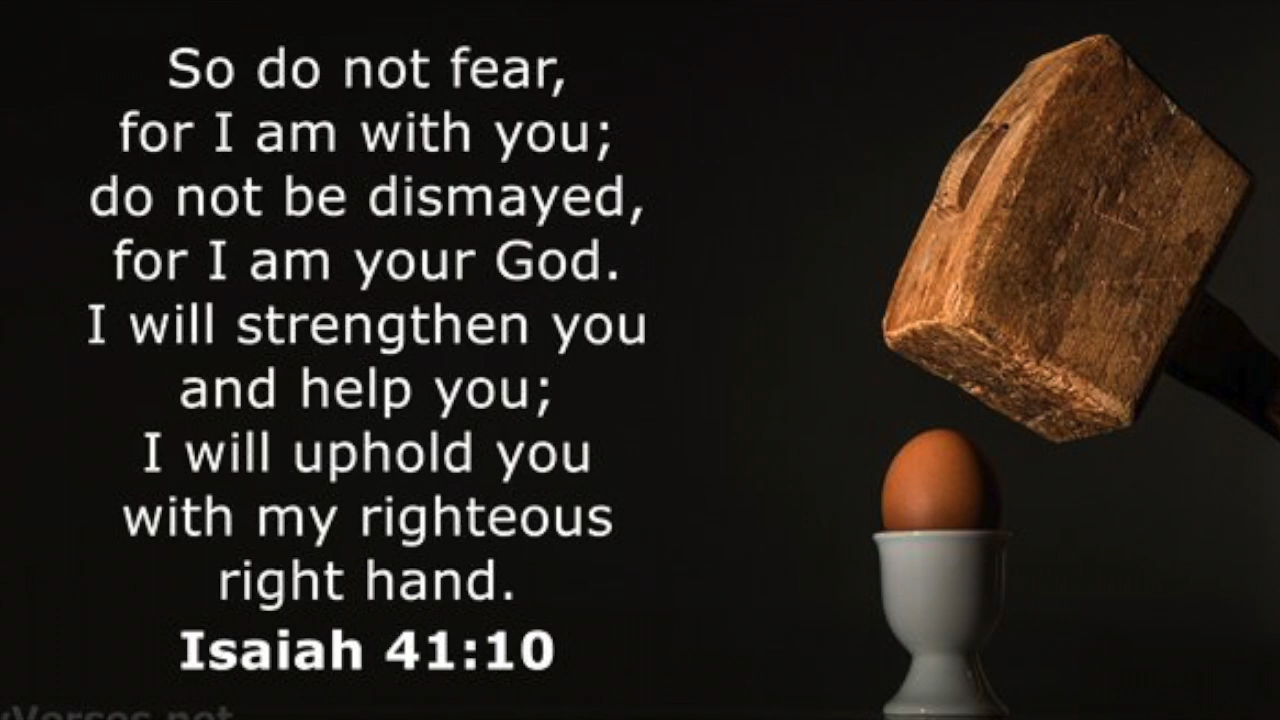 So do not fear,
for I am with you;
do not be dismayed,
for I am your God.
I will strengthen you
and help you;
I will uphold you
with my righteous
right hand.
Isaiah 41:10